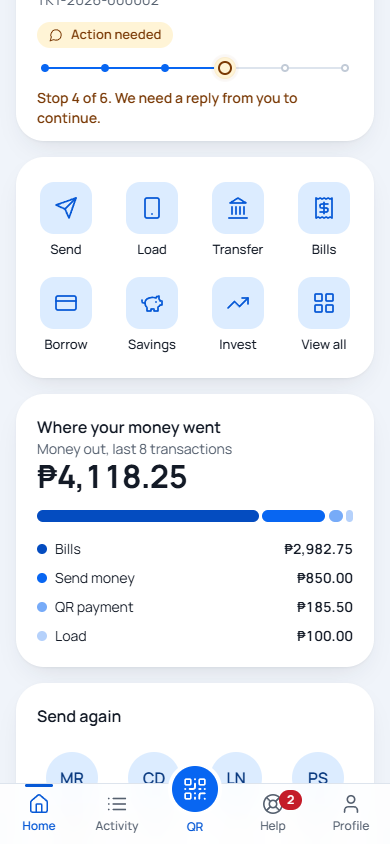 TKT-2026-000002
Action needed
Stop 4 of 6. We need a reply from you to
continue.
Send
Load
Transfer
Bills
Borrow
Savings
Invest
View all
Where your money went
Money out, last 8 transactions
₱4,118.25
Bills ₱2,982.75
Send money ₱850.00
QR payment ₱185.50
Load ₱100.00
Send again
MR
CD
LN
PS
2
Home
Activity
QR
Help
Profile